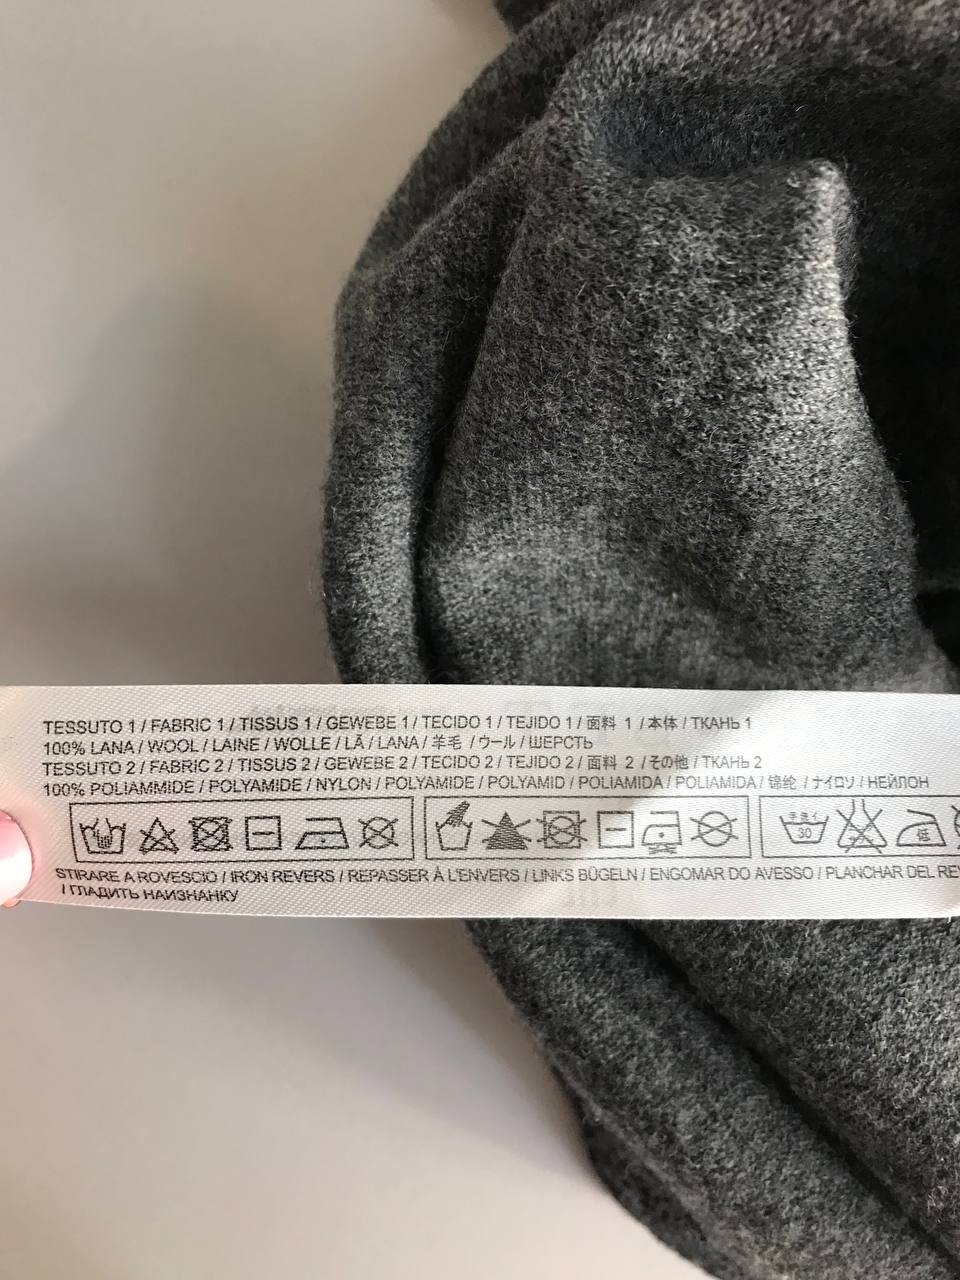 TESSUTO 1 / FABRIC 1 / TISSUS 1 / GEWEBE 1 / TECIDO 1 / TEJIDO 1 / 面料 1 / 本体 / ТКАНЬ 1
100% LANA / WOOL / LAINE / WOLLE / LÃ / LANA / 羊毛 / ウール / ШЕРСТЬ
TESSUTO 2 / FABRIC 2 / TISSUS 2 / GEWEBE 2 / TECIDO 2 / TEJIDO 2 / 面料 2 / その他 / ТКАНЬ 2
100% POLIAMMIDE / POLYAMIDE / NYLON / POLYAMIDE / POLYAMID / POLIAMIDA / POLIAMIDA / 锦纶 / ナイロン / НЕЙЛОН
手洗イ 30 低
STIRARE A ROVESCIO / IRON REVERS / REPASSER À L'ENVERS / LINKS BÜGELN / ENGOMAR DO AVESSO / PLANCHAR DEL RE
/ ГЛАДИТЬ НАИЗНАНКУ